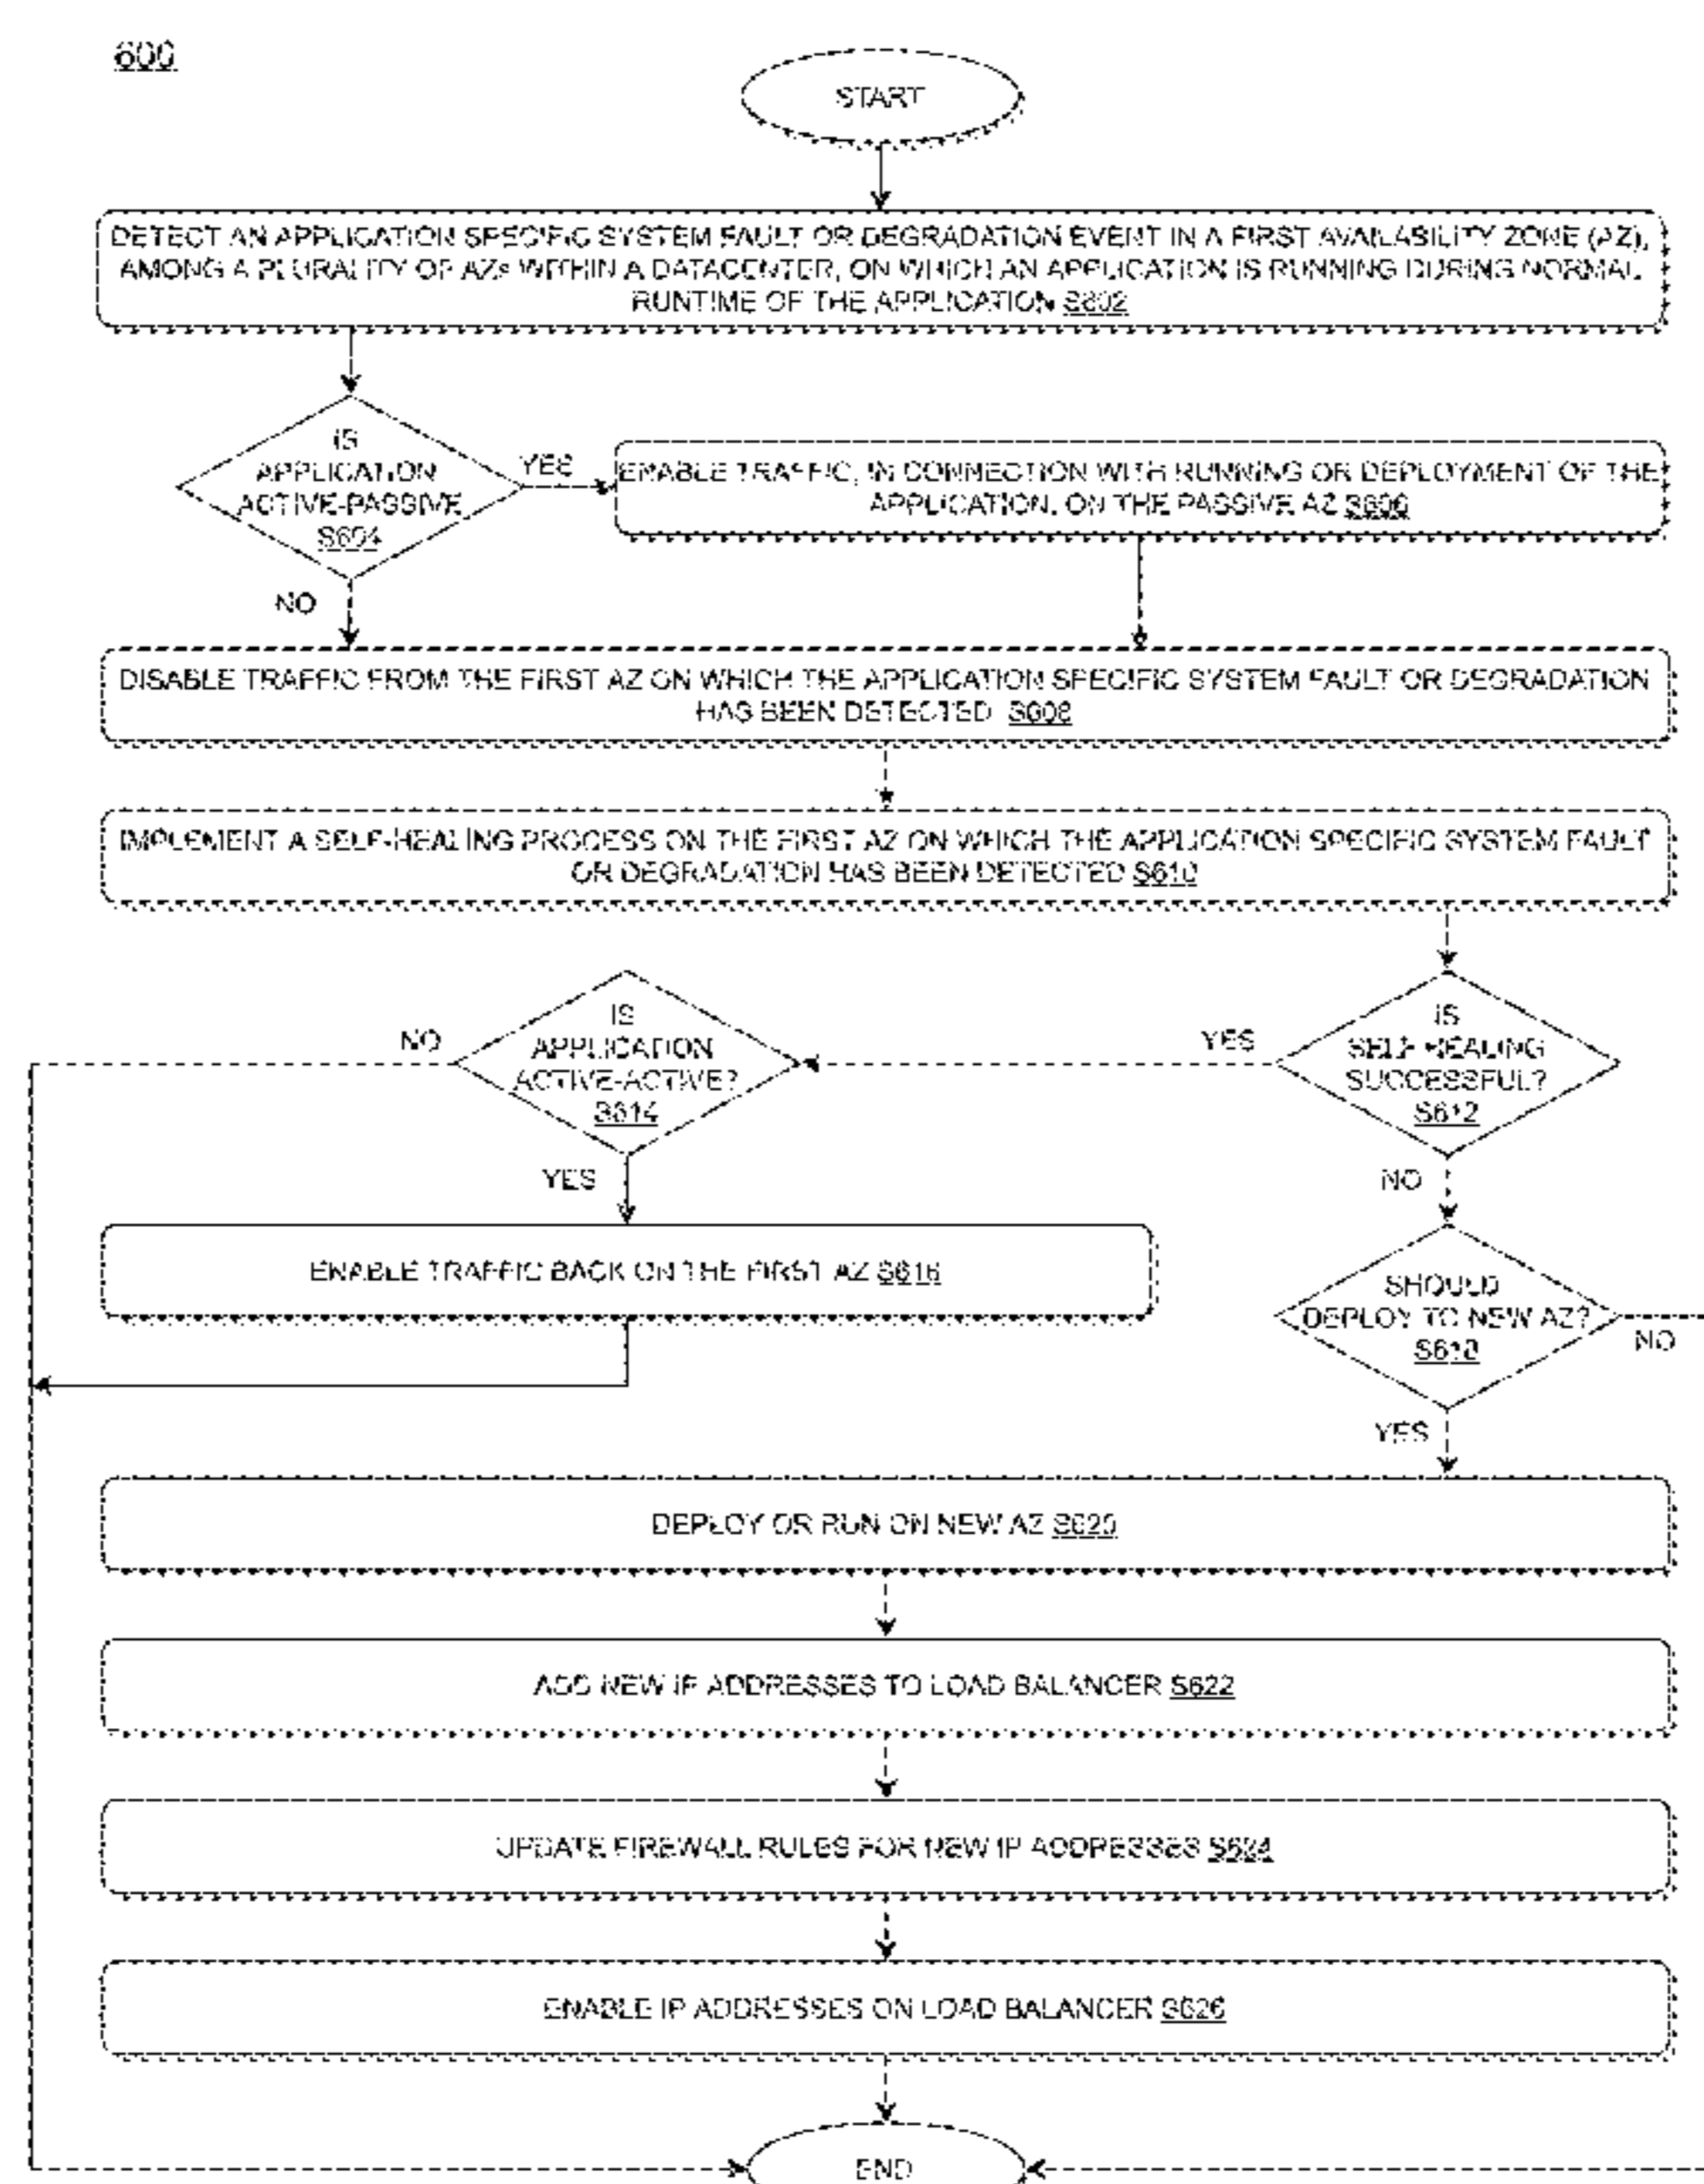 600
START
DETECT AN APPLICATION SPECIFIC SYSTEM FAULT OR DEGRADATION EVENT IN A FIRST AVAILABILITY ZONE (AZ),
AMONG A PLURALITY OF AZs WITHIN A DATACENTER, ON WHICH AN APPLICATION IS RUNNING DURING NORMAL
RUNTIME OF THE APPLICATION S602
IS
APPLICATION
ACTIVE-PASSIVE
S604
YES
ENABLE TRAFFIC, IN CONNECTION WITH RUNNING OR DEPLOYMENT OF THE
APPLICATION, ON THE PASSIVE AZ S606
NO
DISABLE TRAFFIC FROM THE FIRST AZ ON WHICH THE APPLICATION SPECIFIC SYSTEM FAULT OR DEGRADATION
HAS BEEN DETECTED S608
IMPLEMENT A SELF-HEALING PROCESS ON THE FIRST AZ ON WHICH THE APPLICATION SPECIFIC SYSTEM FAULT
OR DEGRADATION HAS BEEN DETECTED S610
NO
IS
APPLICATION
ACTIVE-ACTIVE?
S614
YES
IS
SELF HEALING
SUCCESSFUL?
S612
YES
NO
ENABLE TRAFFIC BACK ON THE FIRST AZ S616
SHOULD
DEPLOY TO NEW AZ?
S618
NO
YES
DEPLOY OR RUN ON NEW AZ S620
ADD NEW IP ADDRESSES TO LOAD BALANCER S622
UPDATE FIREWALL RULES FOR NEW IP ADDRESSES S624
ENABLE IP ADDRESSES ON LOAD BALANCER S626
END